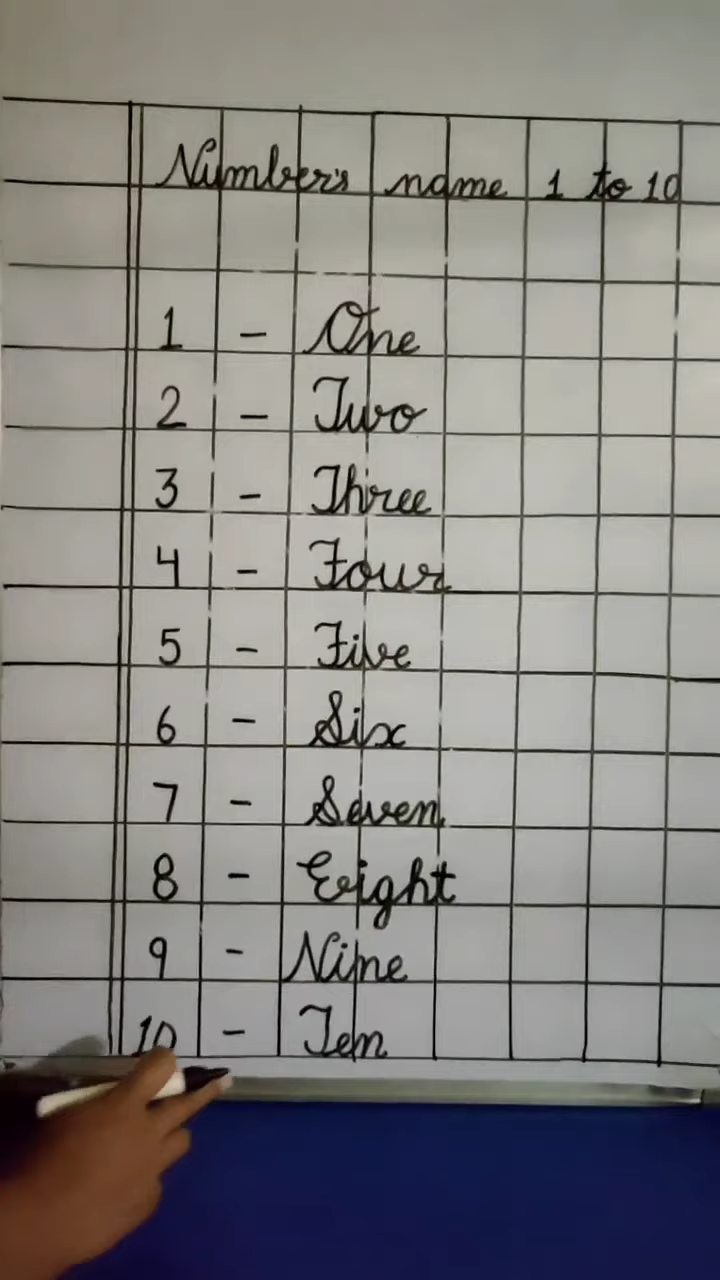 Number's name 1 to 10
1 - One
2 - Two
3 - Three
4 - Four
5 - Five
6 - Six
7 - Seven
8 - Eight
9 - Nine
10 - Ten